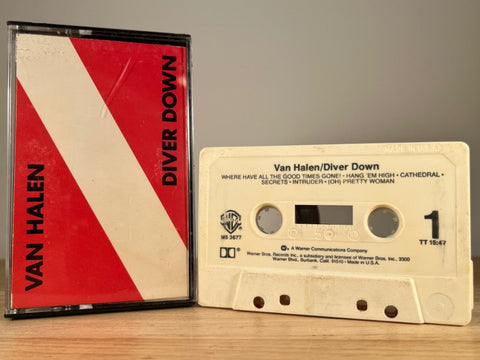 VAN HALEN
DIVER DOWN
MADE IN U.S.A.
Van Halen/Diver Down
WHERE HAVE ALL THE GOOD TIMES GONE! • HANG 'EM HIGH • CATHEDRAL •
SECRETS • INTRUDER • (OH) PRETTY WOMAN
M5 3677
1
TT 15:47
A Warner Communications Company
Warner Bros. Records Inc., a subsidiary and licensee of Warner Bros. Inc., 3300
Warner Blvd., Burbank, Calif. 91510 • Made in U.S.A.